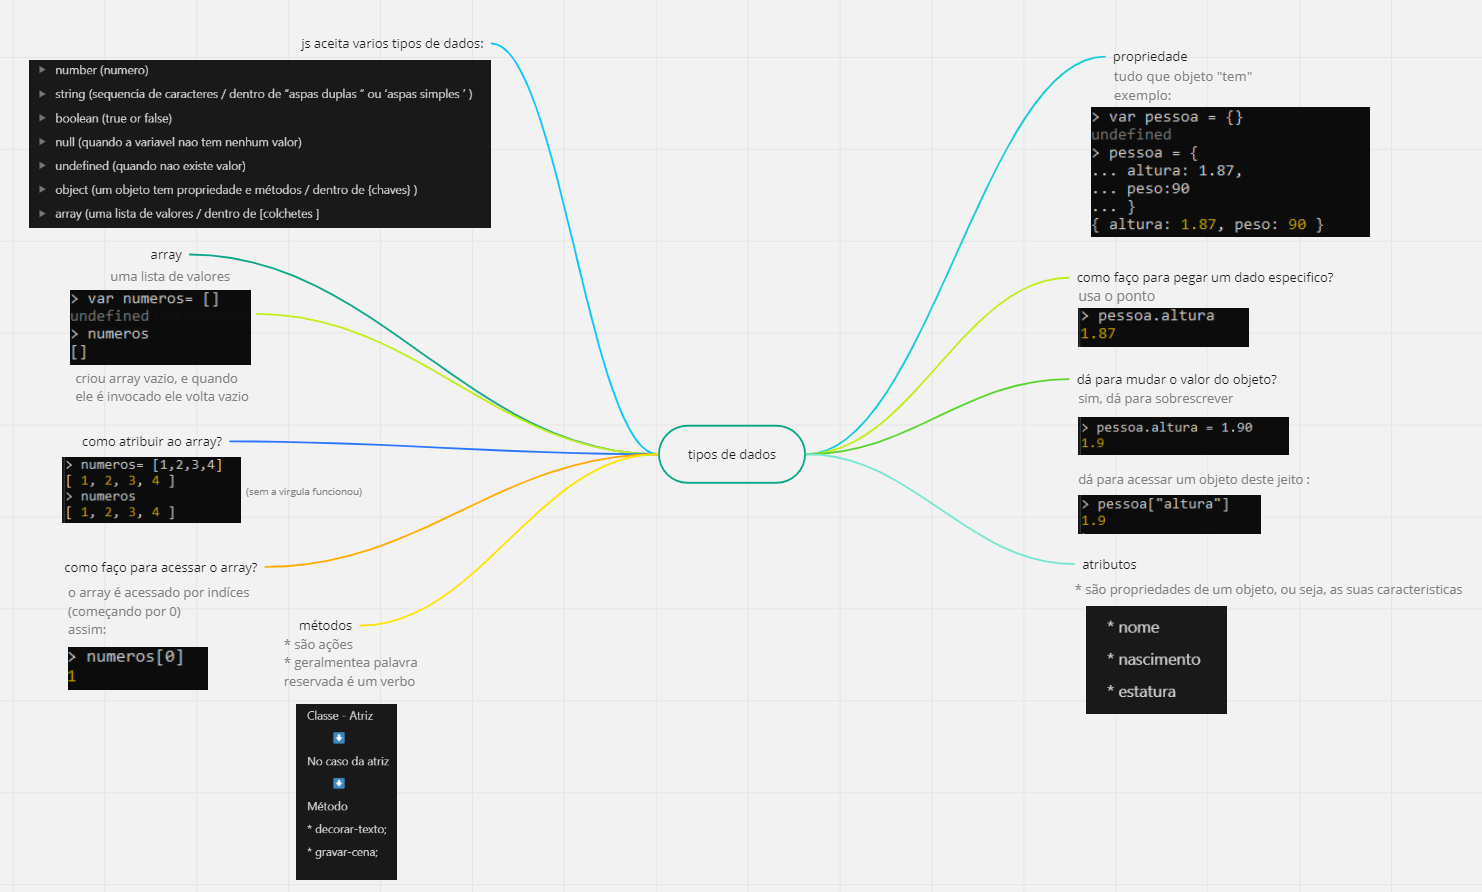 js aceita varios tipos de dados:
number (numero)
string (sequencia de caracteres / dentro de “aspas duplas ” ou ‘aspas simples ’ )
boolean (true or false)
null (quando a variavel nao tem nenhum valor)
undefined (quando nao existe valor)
object (um objeto tem propriedade e métodos / dentro de {chaves} )
array (uma lista de valores / dentro de [colchetes ]
array
uma lista de valores
> var numeros= []
undefined
> numeros
[]
criou array vazio, e quando
ele é invocado ele volta vazio
como atribuir ao array?
> numeros= [1,2,3,4]
[ 1, 2, 3, 4 ]
> numeros
[ 1, 2, 3, 4 ]
(sem a virgula funcionou)
como faço para acessar o array?
o array é acessado por indíces
(começando por 0)
assim:
> numeros[0]
1
métodos
* são ações
* geralmentea palavra
reservada é um verbo
Classe - Atriz
⬇
No caso da atriz
⬇
Método
* decorar-texto;
* gravar-cena;
tipos de dados
propriedade
tudo que objeto "tem"
exemplo:
> var pessoa = {}
undefined
> pessoa = {
... altura: 1.87,
... peso:90
... }
{ altura: 1.87, peso: 90 }
como faço para pegar um dado especifico?
usa o ponto
> pessoa.altura
1.87
dá para mudar o valor do objeto?
sim, dá para sobrescrever
> pessoa.altura = 1.90
1.9
dá para acessar um objeto deste jeito :
> pessoa["altura"]
1.9
atributos
* são propriedades de um objeto, ou seja, as suas caracteristicas
* nome
* nascimento
* estatura